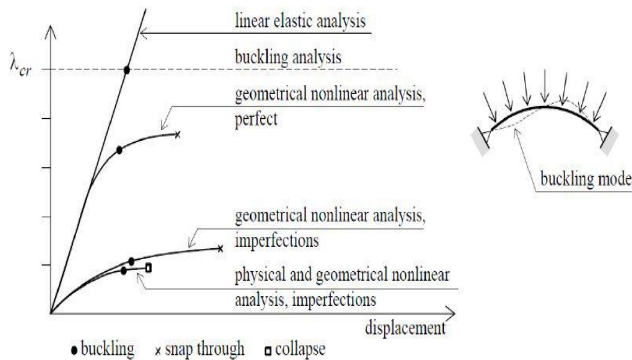 linear elastic analysis
λcr
buckling analysis
geometrical nonlinear analysis,
perfect
buckling mode
geometrical nonlinear analysis,
imperfections
physical and geometrical nonlinear
analysis, imperfections
displacement
buckling
snap through
collapse